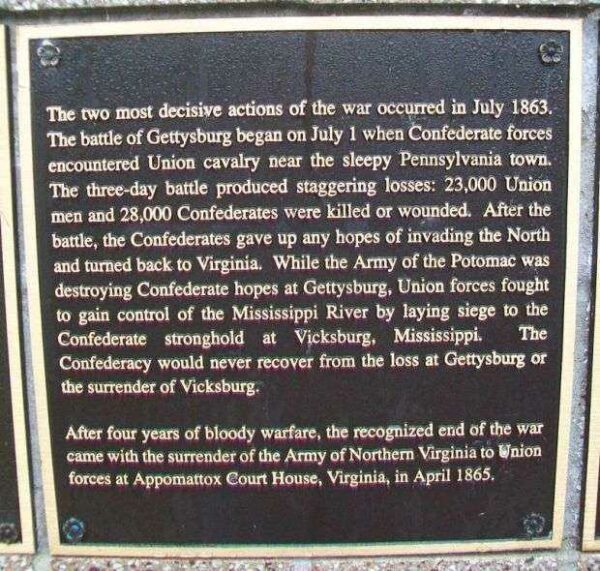 The two most decisive actions of the war occurred in July 1863.
The battle of Gettysburg began on July 1 when Confederate forces
encountered Union cavalry near the sleepy Pennsylvania town.
The three-day battle produced staggering losses: 23,000 Union
men and 28,000 Confederates were killed or wounded. After the
battle, the Confederates gave up any hopes of invading the North
and turned back to Virginia. While the Army of the Potomac was
destroying Confederate hopes at Gettysburg, Union forces fought
to gain control of the Mississippi River by laying siege to the
Confederate stronghold at Vicksburg, Mississippi. The
Confederacy would never recover from the loss at Gettysburg or
the surrender of Vicksburg.
After four years of bloody warfare, the recognized end of the war
came with the surrender of the Army of Northern Virginia to Union
forces at Appomattox Court House, Virginia, in April 1865.